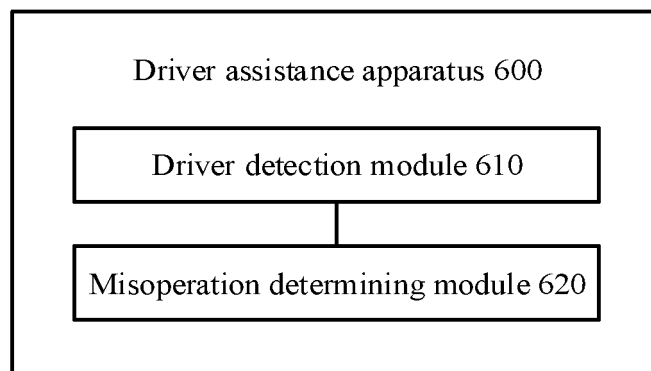 Driver assistance apparatus 600
Driver detection module 610
Misoperation determining module 620